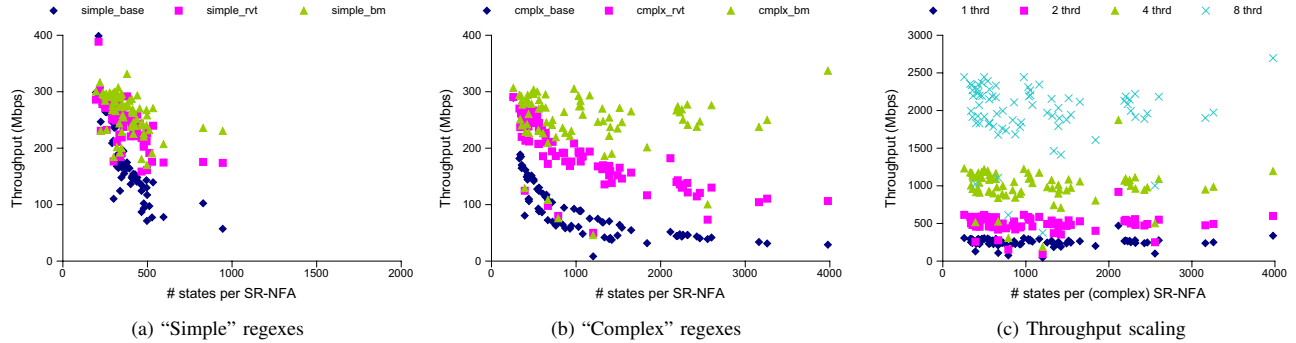 simple_base simple_rvt simple_bm
400
300
200
100
0
Throughput (Mbps)
0 500 1000 1500 2000
# states per SR-NFA
(a) “Simple” regexes
cmplx_base cmplx_rvt cmplx_bm
400
300
200
100
0
Throughput (Mbps)
0 1000 2000 3000 4000
# states per SR-NFA
(b) “Complex” regexes
1 thrd 2 thrd 4 thrd 8 thrd
3000
2500
2000
1500
1000
500
0
Throughput (Mbps)
0 1000 2000 3000 4000
# states per (complex) SR-NFA
(c) Throughput scaling